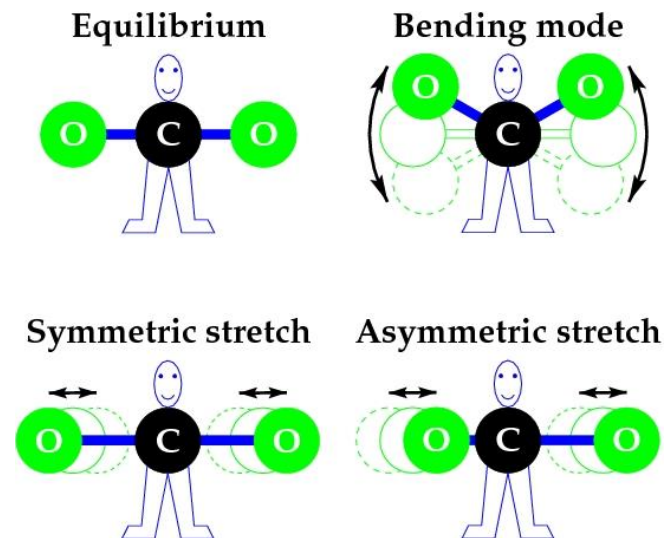 Equilibrium
O C O
Bending mode
O O
C
Symmetric stretch
O C O
Asymmetric stretch
O C O